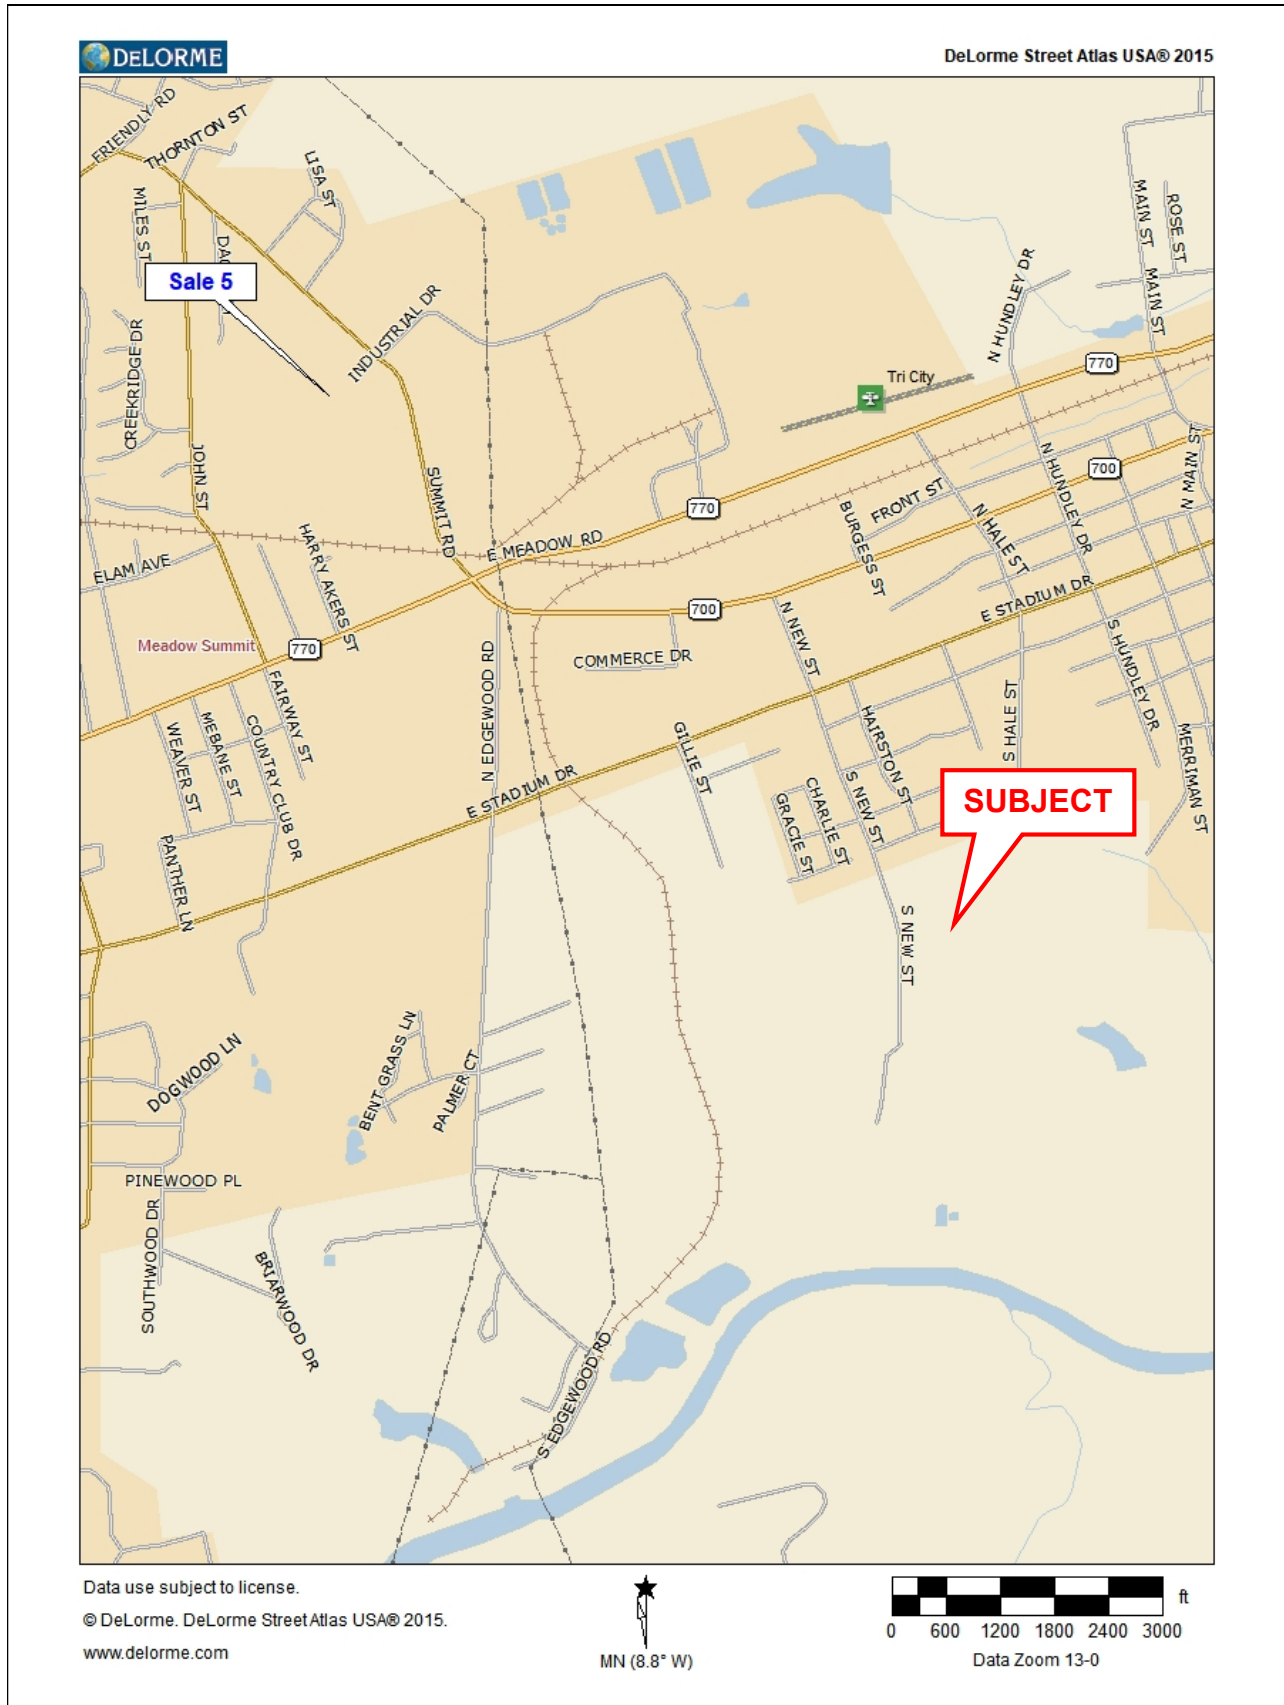 DELORME
DeLorme Street Atlas USA® 2015
FRIENDLY RD
THORNTON ST
LISA ST
MILES ST
MAIN ST
ROSE ST
Sale 5
N HUNDLEY DR
MAIN ST
INDUSTRIAL DR
CREEKRIDGE DR
770
Tri City
JOHN ST
SUMMIT RD
N HUNDLEY DR
700
N MAIN ST
770
FRONT ST
BURGESS ST
N HALE ST
E MEADOW RD
HARRY AKERS ST
ELAM AVE
E STADIUM DR
700
N NEW ST
Meadow Summit
770
COMMERCE DR
S HUNDLEY DR
N EDGEWOOD RD
FAIRWAY ST
S HALE ST
HAIRSTON ST
GILLIE ST
MERRIMAN ST
WEAVER ST
MEBANE ST
COUNTRY CLUB DR
E STADIUM DR
S NEW ST
CHARLIE ST
GRACIE ST
SUBJECT
PANTHER LN
S NEW ST
DOGWOOD LN
BENT GRASS LN
PALMER CT
PINEWOOD PL
SOUTHWOOD DR
BRIARWOOD DR
S EDGEWOOD RD
Data use subject to license.
© DeLorme. DeLorme Street Atlas USA® 2015.
www.delorme.com
MN (8.8° W)
ft
0 600 1200 1800 2400 3000
Data Zoom 13-0